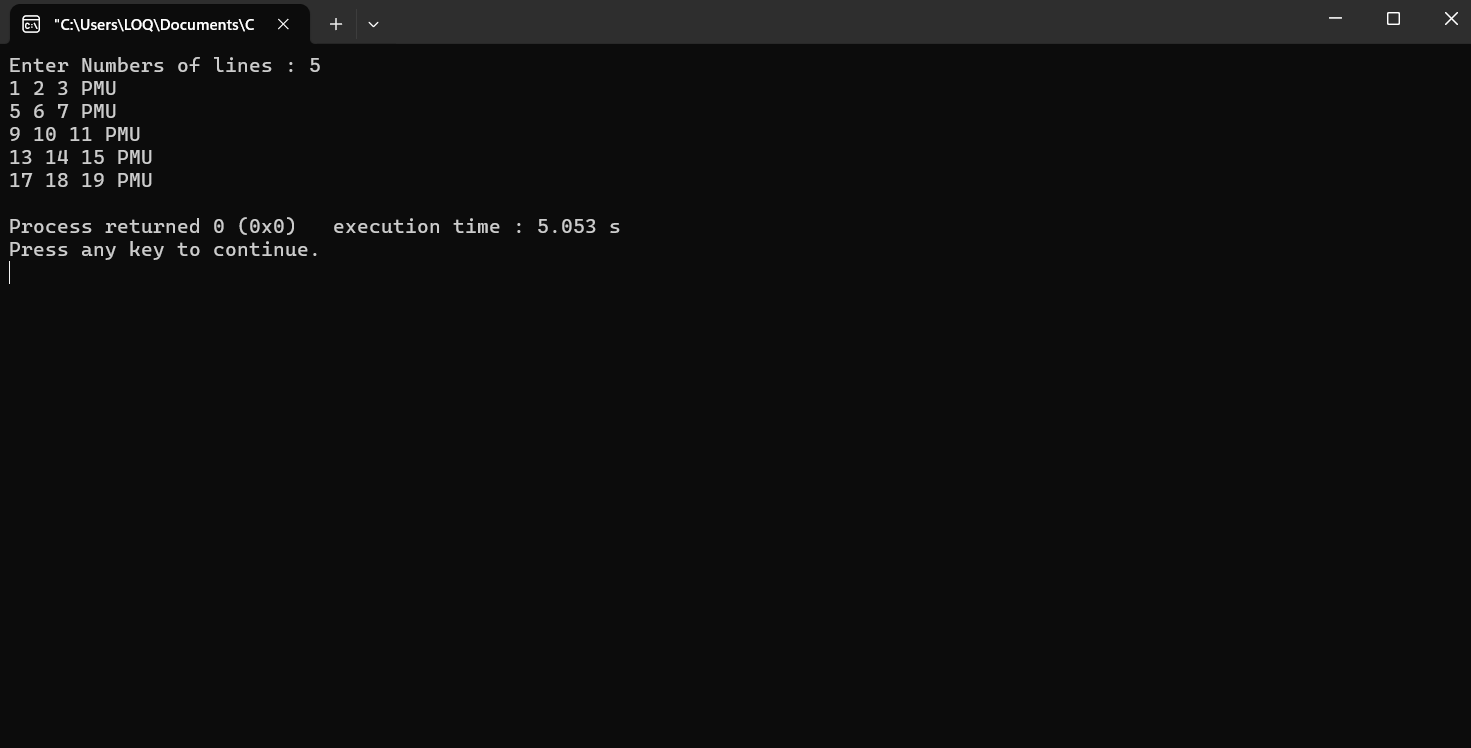 "C:\Users\LOQ\Documents\C
Enter Numbers of lines : 5
1 2 3 PMU
5 6 7 PMU
9 10 11 PMU
13 14 15 PMU
17 18 19 PMU
Process returned 0 (0x0)   execution time : 5.053 s
Press any key to continue.